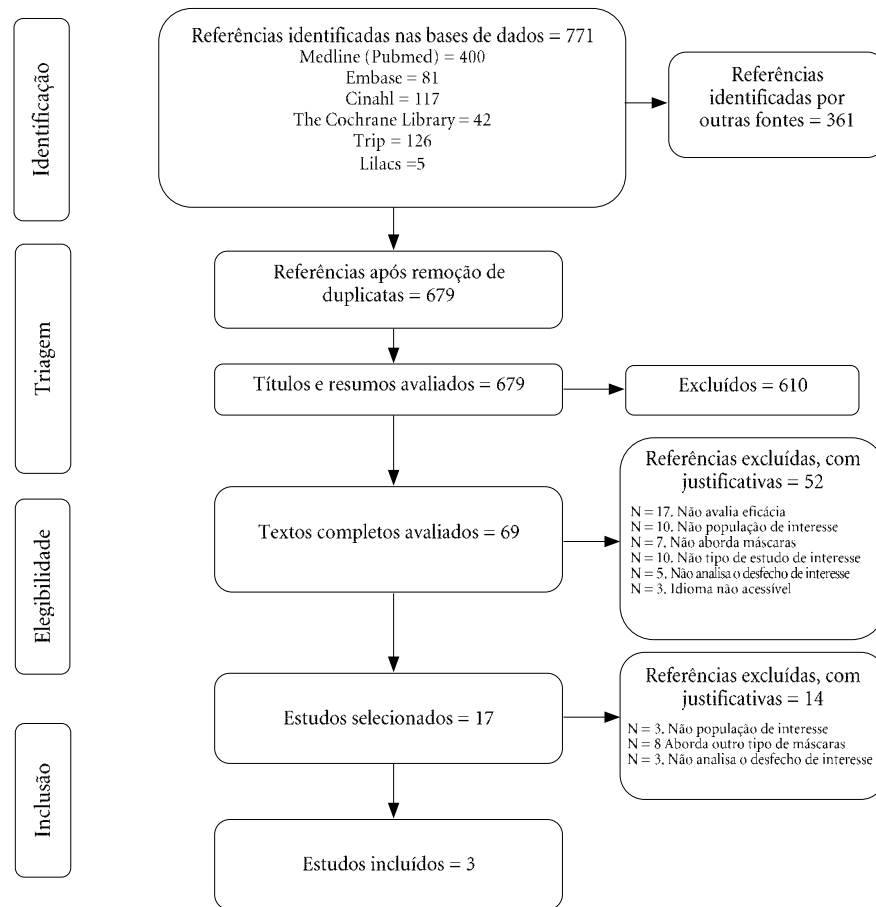 Identificação
Referências identificadas nas bases de dados = 771
Medline (Pubmed) = 400
Embase = 81
Cinahl = 117
The Cochrane Library = 42
Trip = 126
Lilacs =5
Referências
identificadas por
outras fontes = 361
Triagem
Referências após remoção de
duplicatas = 679
Títulos e resumos avaliados = 679
Excluídos = 610
Elegibilidade
Textos completos avaliados = 69
Referências excluídas, com
justificativas = 52
N = 17. Não avalia eficácia
N = 10. Não população de interesse
N = 7. Não aborda máscaras
N = 10. Não tipo de estudo de interesse
N = 5. Não analisa o desfecho de interesse
N = 3. Idioma não acessível
Inclusão
Estudos selecionados = 17
Referências excluídas, com
justificativas = 14
N = 3. Não população de interesse
N = 8 Aborda outro tipo de máscaras
N = 3. Não analisa o desfecho de interesse
Estudos incluídos = 3